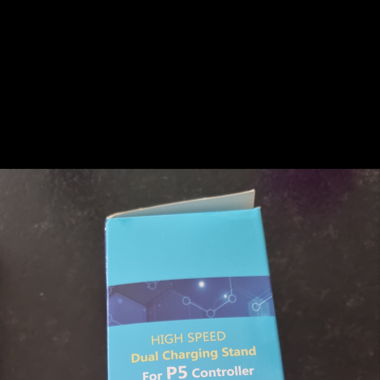 HIGH SPEED
Dual Charging Stand
For P5 Controller